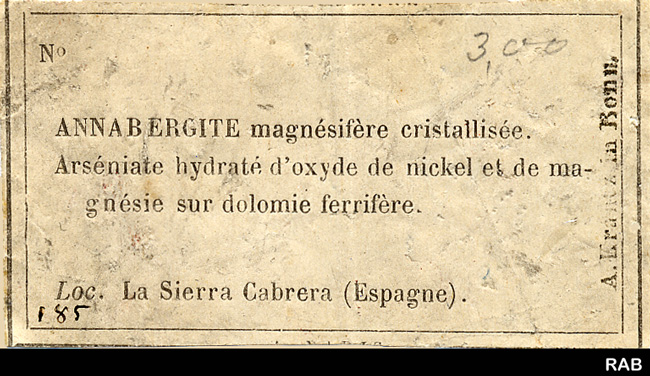 Nº
3,00
ANNABERGITE magnésifère cristallisée.
Arséniate hydraté d'oxyde de nickel et de ma-
gnésie sur dolomie ferrifère.
Loc. La Sierra Cabrera (Espagne).
185
A. Krantz in Bonn.
RAB